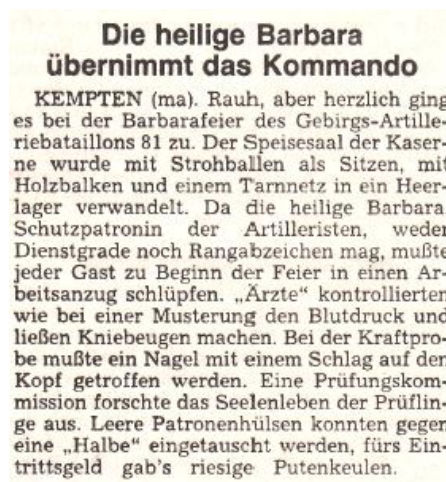 Die heilige Barbara
übernimmt das Kommando
KEMPTEN (ma). Rauh, aber herzlich ging
es bei der Barbarafeier des Gebirgs-Artille-
riebataillons 81 zu. Der Speisesaal der Kaser-
ne wurde mit Strohballen als Sitzen, mit
Holzbalken und einem Tarnnetz in ein Heer-
lager verwandelt. Da die heilige Barbara
Schutzpatronin der Artilleristen, weder
Dienstgrade noch Rangabzeichen mag, mußte
jeder Gast zu Beginn der Feier in einen Ar-
beitsanzug schlüpfen. „Ärzte“ kontrollierten
wie bei einer Musterung den Blutdruck und
ließen Kniebeugen machen. Bei der Kraftpro-
be mußte ein Nagel mit einem Schlag auf den
Kopf getroffen werden. Eine Prüfungskom-
mission forschte das Seelenleben der Prüflin-
ge aus. Leere Patronenhülsen konnten gegen
eine „Halbe“ eingetauscht werden, fürs Ein-
trittsgeld gab's riesige Putenkeulen.